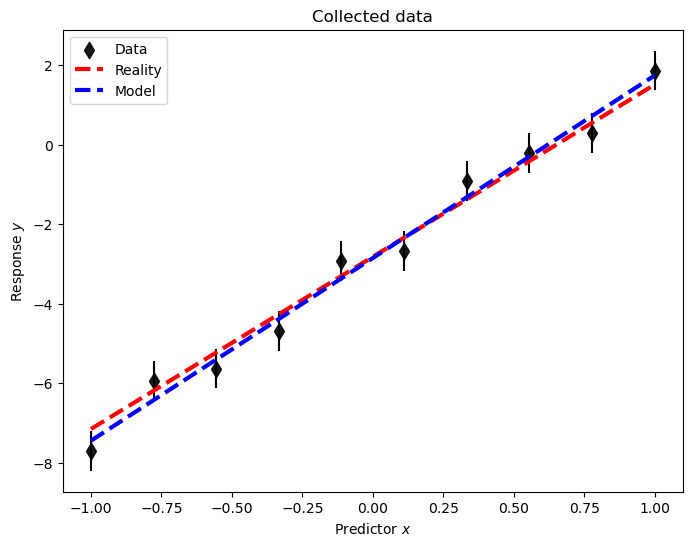 Collected data
Data
Reality
Model
2
0
−2
−4
−6
−8
Response y
−1.00 −0.75 −0.50 −0.25 0.00 0.25 0.50 0.75 1.00
Predictor x